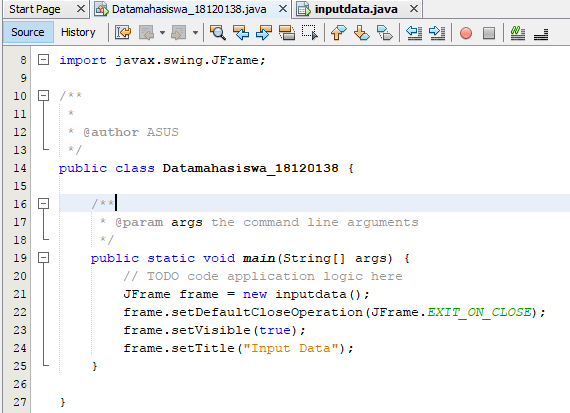 Start Page Datamahasiswa_18120138.java inputdata.java
Source History
8 import javax.swing.JFrame;
9
10 /**
11 *
12 * @author ASUS
13 */
14 public class Datamahasiswa_18120138 {
15
16 /**
17 * @param args the command line arguments
18 */
19 public static void main(String[] args) {
20 // TODO code application logic here
21 JFrame frame = new inputdata();
22 frame.setDefaultCloseOperation(JFrame.EXIT_ON_CLOSE);
23 frame.setVisible(true);
24 frame.setTitle("Input Data");
25 }
26
27 }